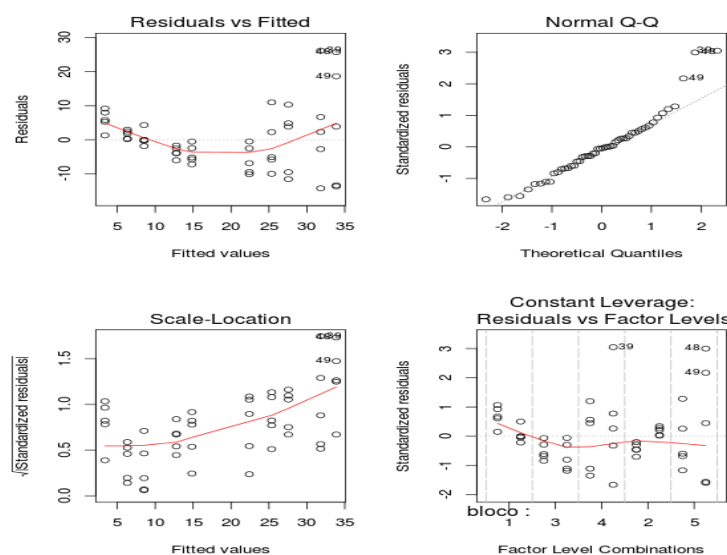 Residuals vs Fitted
Residuals
30
20
10
0
-10
39
49
5 10 15 20 25 30 35
Fitted values
Normal Q-Q
Standardized residuals
3
2
1
0
-1
49
-2 -1 0 1 2
Theoretical Quantiles
Scale-Location
√|Standardized residuals|
1.5
1.0
0.5
0.0
49
5 10 15 20 25 30 35
Fitted values
Constant Leverage:
Residuals vs Factor Levels
Standardized residuals
3
2
1
0
-1
-2
39
48
49
bloco :
1 3 4 2 5
Factor Level Combinations